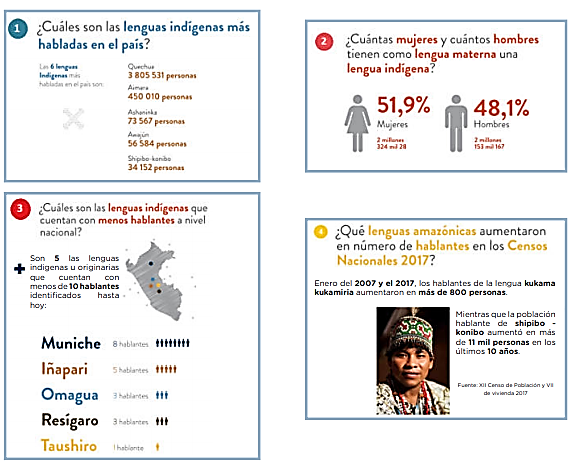 1
¿Cuáles son las lenguas indígenas más
habladas en el país?
Las 6 lenguas
Indígenas más
habladas en el país son:
Quechua
3 805 531 personas
Aimara
450 010 personas
Ashaninka
73 567 personas
Awajún
56 584 personas
Shipibo-konibo
34 152 personas
2
¿Cuántas mujeres y cuántos hombres
tienen como lengua materna una
lengua indígena?
51,9%
Mujeres
2 millones
324 mil 28
48,1%
Hombres
2 millones
153 mil 167
3
¿Cuáles son las lenguas indígenas que
cuentan con menos hablantes a nivel
nacional?
+
Son 5 las lenguas
indígenas u originarias
que cuentan con
menos de 10 hablantes
identificados hasta
hoy:
Muniche 8 hablantes
Iñapari 5 hablantes
Omagua 3 hablantes
Resígaro 3 hablantes
Taushiro 1 hablante
4
¿Qué lenguas amazónicas aumentaron
en número de hablantes en los Censos
Nacionales 2017?
Enero del 2007 y el 2017, los hablantes de la lengua kukama
kukamiria aumentaron en más de 800 personas.
Mientras que la población
hablante de shipibo -
konibo aumentó en más
de 11 mil personas en los
últimos 10 años.
Fuente: XII Censo de Población y VII
de vivienda 2017